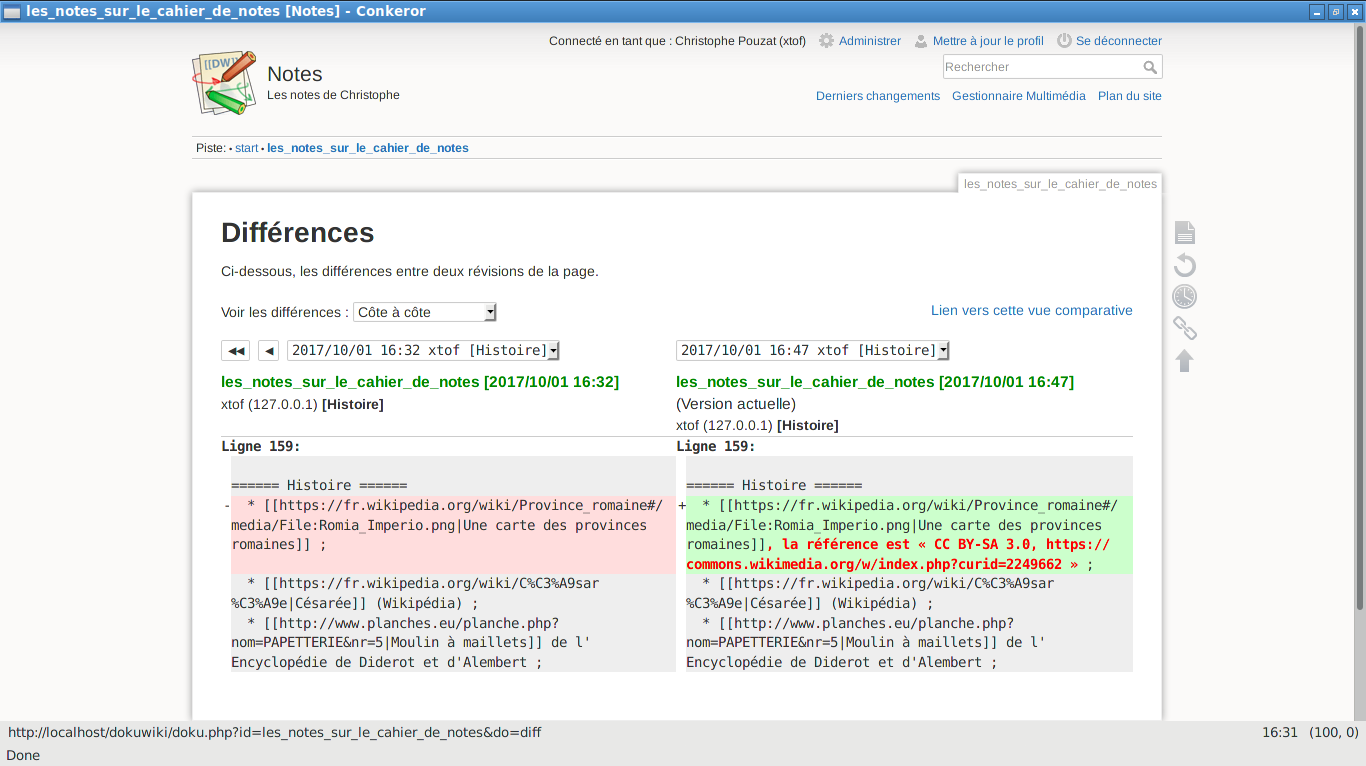 les_notes_sur_le_cahier_de_notes [Notes] - Conkeror
Connecté en tant que : Christophe Pouzat (xtof) Administrer Mettre à jour le profil Se déconnecter
[[DW]]
Notes
Les notes de Christophe
Rechercher
Derniers changements Gestionnaire Multimédia Plan du site
Piste: • start • les_notes_sur_le_cahier_de_notes
les_notes_sur_le_cahier_de_notes
Différences
Ci-dessous, les différences entre deux révisions de la page.
Voir les différences : Côte à côte
Lien vers cette vue comparative
2017/10/01 16:32 xtof [Histoire]
2017/10/01 16:47 xtof [Histoire]
les_notes_sur_le_cahier_de_notes [2017/10/01 16:32]
xtof (127.0.0.1) [Histoire]
les_notes_sur_le_cahier_de_notes [2017/10/01 16:47]
(Version actuelle)
xtof (127.0.0.1) [Histoire]
Ligne 159:
====== Histoire ======
- * [[https://fr.wikipedia.org/wiki/Province_romaine#/
media/File:Romia_Imperio.png|Une carte des provinces
romaines]] ;
* [[https://fr.wikipedia.org/wiki/C%C3%A9sar
%C3%A9e|Césarée]] (Wikipédia) ;
* [[http://www.planches.eu/planche.php?
nom=PAPETTERIE&nr=5|Moulin à maillets]] de l'
Encyclopédie de Diderot et d'Alembert ;
Ligne 159:
====== Histoire ======
+ * [[https://fr.wikipedia.org/wiki/Province_romaine#/
media/File:Romia_Imperio.png|Une carte des provinces
romaines]], la référence est « CC BY-SA 3.0, https://
commons.wikimedia.org/w/index.php?curid=2249662 » ;
* [[https://fr.wikipedia.org/wiki/C%C3%A9sar
%C3%A9e|Césarée]] (Wikipédia) ;
* [[http://www.planches.eu/planche.php?
nom=PAPETTERIE&nr=5|Moulin à maillets]] de l'
Encyclopédie de Diderot et d'Alembert ;
http://localhost/dokuwiki/doku.php?id=les_notes_sur_le_cahier_de_notes&do=diff 16:31 (100, 0)
Done